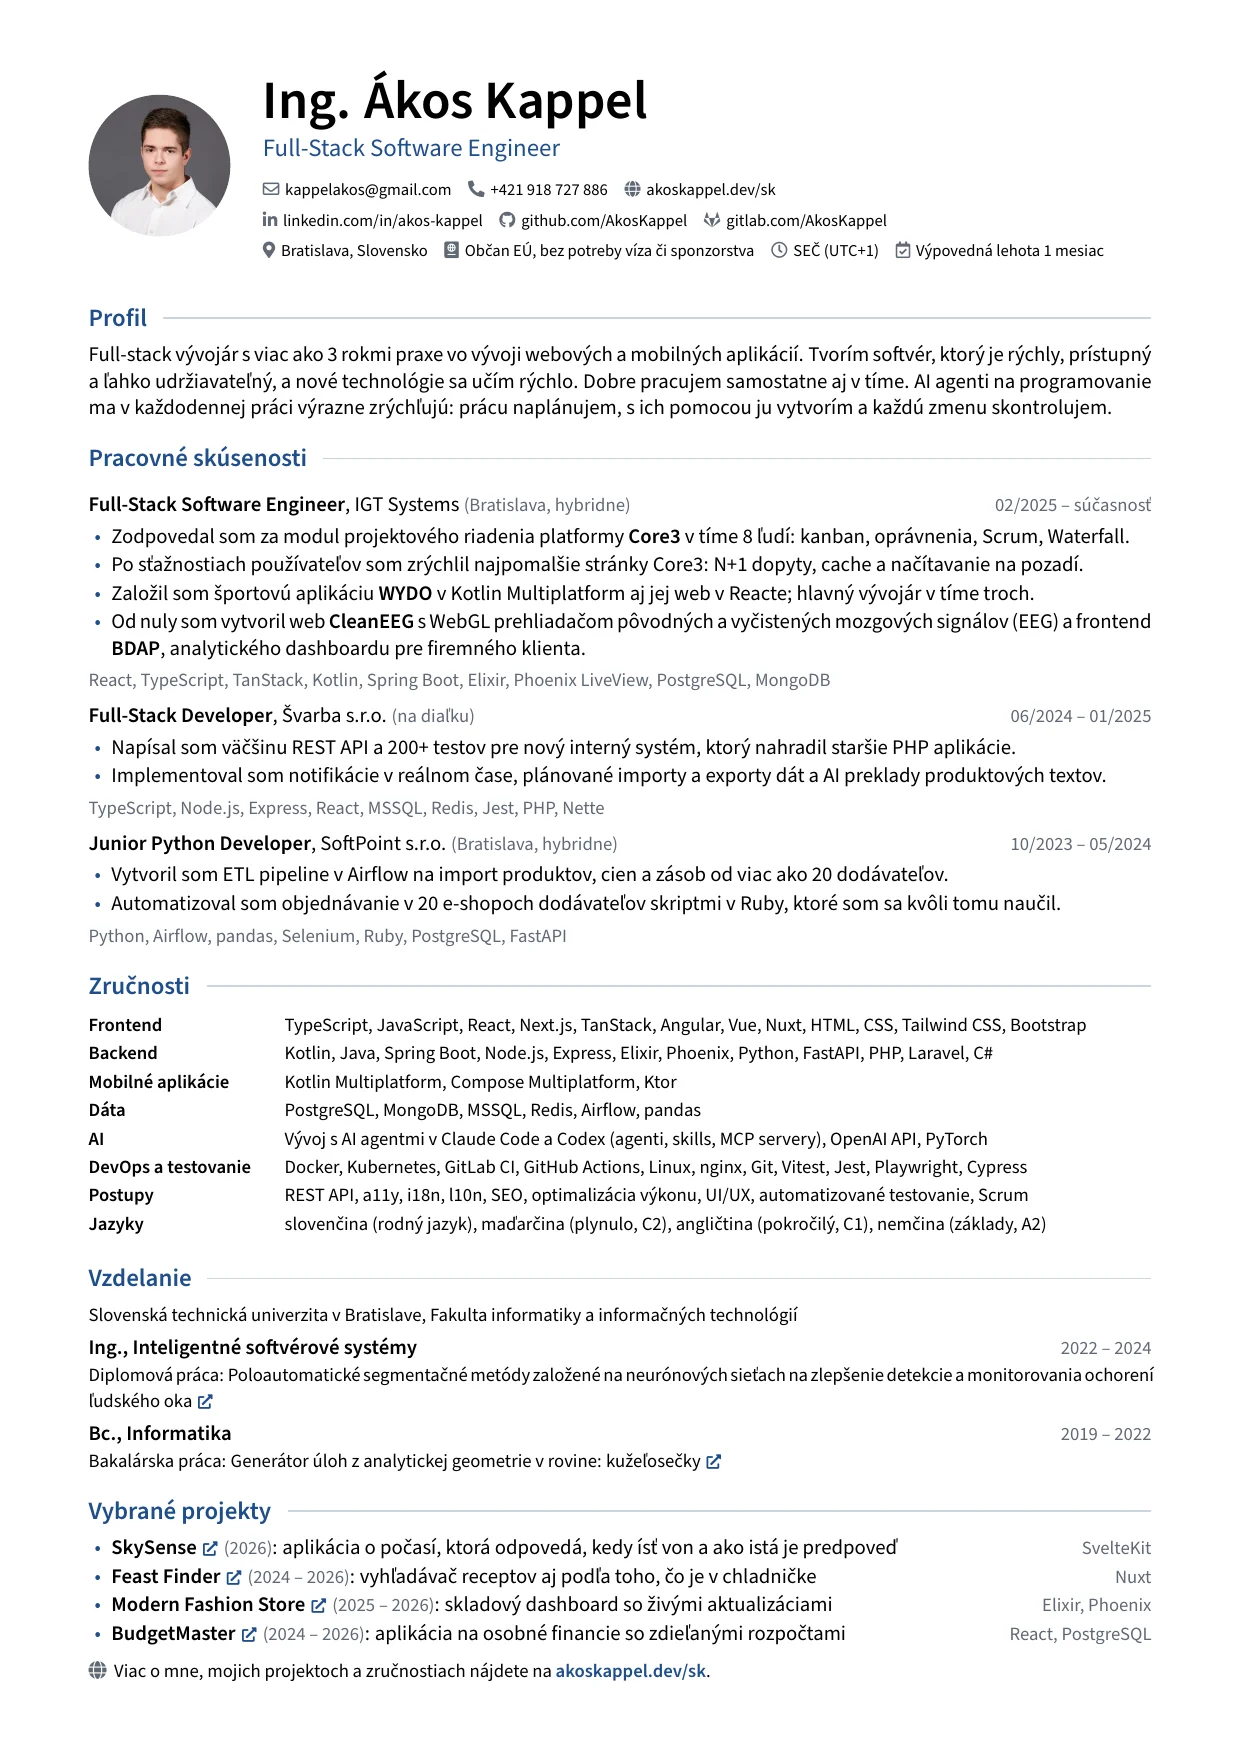 Ing. Ákos Kappel
Full-Stack Software Engineer
kappelakos@gmail.com +421 918 727 886 akoskappel.dev/sk
linkedin.com/in/akos-kappel github.com/AkosKappel gitlab.com/AkosKappel
Bratislava, Slovensko Občan EÚ, bez potreby víza či sponzorstva SEČ (UTC+1) Výpovedná lehota 1 mesiac
Profil
Full-stack vývojár s viac ako 3 rokmi praxe vo vývoji webových a mobilných aplikácií. Tvorím softvér, ktorý je rýchly, prístupný
a ľahko udržiavateľný, a nové technológie sa učím rýchlo. Dobre pracujem samostatne aj v tíme. AI agenti na programovanie
ma v každodennej práci výrazne zrýchľujú: prácu naplánujem, s ich pomocou ju vytvorím a každú zmenu skontrolujem.
Pracovné skúsenosti
Full-Stack Software Engineer, IGT Systems (Bratislava, hybridne) 02/2025 – súčasnosť
• Zodpovedal som za modul projektového riadenia platformy Core3 v tíme 8 ľudí: kanban, oprávnenia, Scrum, Waterfall.
• Po sťažnostiach používateľov som zrýchlil najpomalšie stránky Core3: N+1 dopyty, cache a načítavanie na pozadí.
• Založil som športovú aplikáciu WYDO v Kotlin Multiplatform aj jej web v Reacte; hlavný vývojár v tíme troch.
• Od nuly som vytvoril web CleanEEG s WebGL prehliadačom pôvodných a vyčistených mozgových signálov (EEG) a frontend
BDAP, analytického dashboardu pre firemného klienta.
React, TypeScript, TanStack, Kotlin, Spring Boot, Elixir, Phoenix LiveView, PostgreSQL, MongoDB
Full-Stack Developer, Švarba s.r.o. (na diaľku) 06/2024 – 01/2025
• Napísal som väčšinu REST API a 200+ testov pre nový interný systém, ktorý nahradil staršie PHP aplikácie.
• Implementoval som notifikácie v reálnom čase, plánované importy a exporty dát a AI preklady produktových textov.
TypeScript, Node.js, Express, React, MSSQL, Redis, Jest, PHP, Nette
Junior Python Developer, SoftPoint s.r.o. (Bratislava, hybridne) 10/2023 – 05/2024
• Vytvoril som ETL pipeline v Airflow na import produktov, cien a zásob od viac ako 20 dodávateľov.
• Automatizoval som objednávanie v 20 e-shopoch dodávateľov skriptmi v Ruby, ktoré som sa kvôli tomu naučil.
Python, Airflow, pandas, Selenium, Ruby, PostgreSQL, FastAPI
Zručnosti
Frontend TypeScript, JavaScript, React, Next.js, TanStack, Angular, Vue, Nuxt, HTML, CSS, Tailwind CSS, Bootstrap
Backend Kotlin, Java, Spring Boot, Node.js, Express, Elixir, Phoenix, Python, FastAPI, PHP, Laravel, C#
Mobilné aplikácie Kotlin Multiplatform, Compose Multiplatform, Ktor
Dáta PostgreSQL, MongoDB, MSSQL, Redis, Airflow, pandas
AI Vývoj s AI agentmi v Claude Code a Codex (agenti, skills, MCP servery), OpenAI API, PyTorch
DevOps a testovanie Docker, Kubernetes, GitLab CI, GitHub Actions, Linux, nginx, Git, Vitest, Jest, Playwright, Cypress
Postupy REST API, a11y, i18n, l10n, SEO, optimalizácia výkonu, UI/UX, automatizované testovanie, Scrum
Jazyky slovenčina (rodný jazyk), maďarčina (plynulo, C2), angličtina (pokročilý, C1), nemčina (základy, A2)
Vzdelanie
Slovenská technická univerzita v Bratislave, Fakulta informatiky a informačných technológií
Ing., Inteligentné softvérové systémy 2022 – 2024
Diplomová práca: Poloautomatické segmentačné metódy založené na neurónových sieťach na zlepšenie detekcie a monitorovania ochorení
ľudského oka
Bc., Informatika 2019 – 2022
Bakalárska práca: Generátor úloh z analytickej geometrie v rovine: kužeľosečky
Vybrané projekty
• SkySense (2026): aplikácia o počasí, ktorá odpovedá, kedy ísť von a ako istá je predpoveď SvelteKit
• Feast Finder (2024 – 2026): vyhľadávač receptov aj podľa toho, čo je v chladničke Nuxt
• Modern Fashion Store (2025 – 2026): skladový dashboard so živými aktualizáciami Elixir, Phoenix
• BudgetMaster (2024 – 2026): aplikácia na osobné financie so zdieľanými rozpočtami React, PostgreSQL
Viac o mne, mojich projektoch a zručnostiach nájdete na akoskappel.dev/sk.